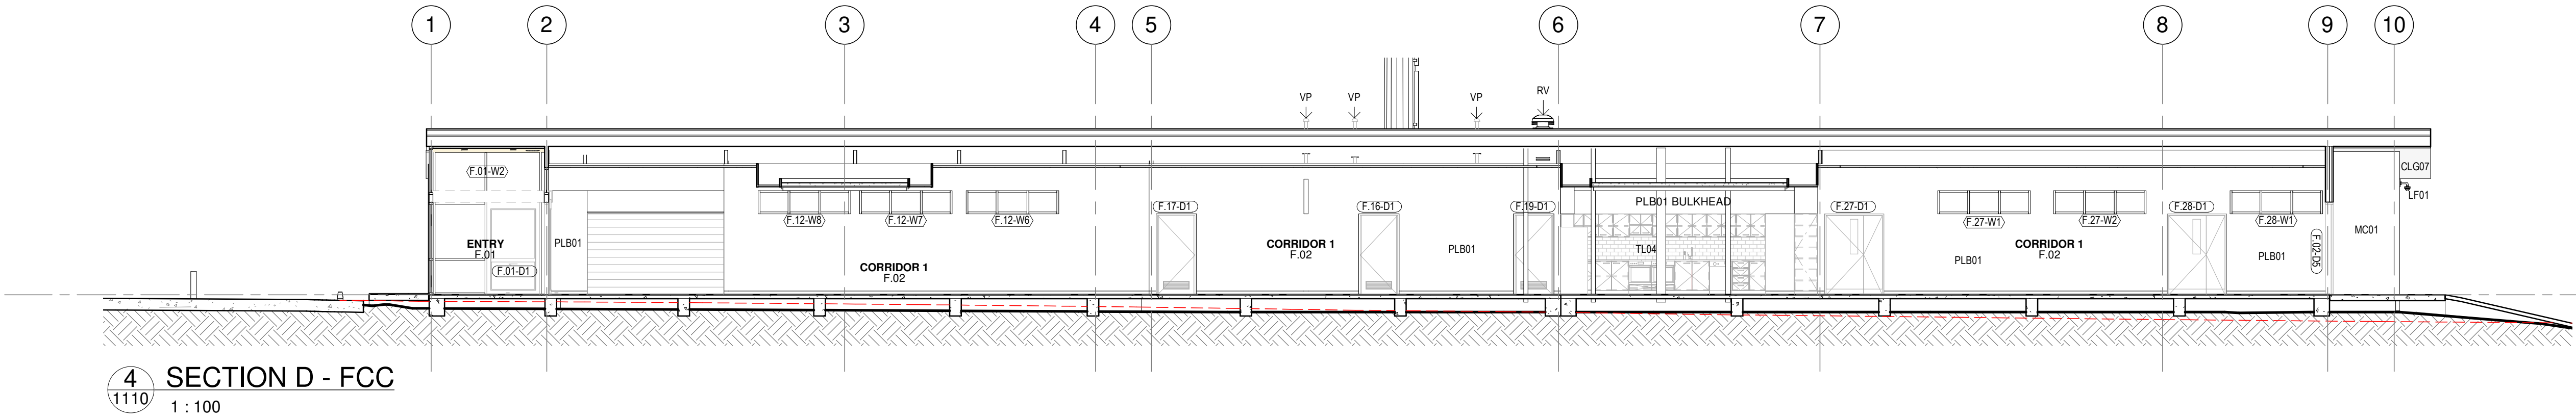 1 2 3 4 5 6 7 8 9 10
VP VP VP RV
F.01-W2
CLG07
LF01
F.17-D1 F.16-D1 F.19-D1 F.27-D1 F.28-D1
PLB01 BULKHEAD
F.12-W8 F.12-W7 F.12-W6
F.27-W1 F.27-W2 F.28-W1
MC01
ENTRY
F.01
PLB01
CORRIDOR 1
F.02
PLB01
TL04
CORRIDOR 1
F.02
F.02-D5
PLB01
PLB01
F.01-D1
CORRIDOR 1
F.02
4
1110
SECTION D - FCC
1 : 100